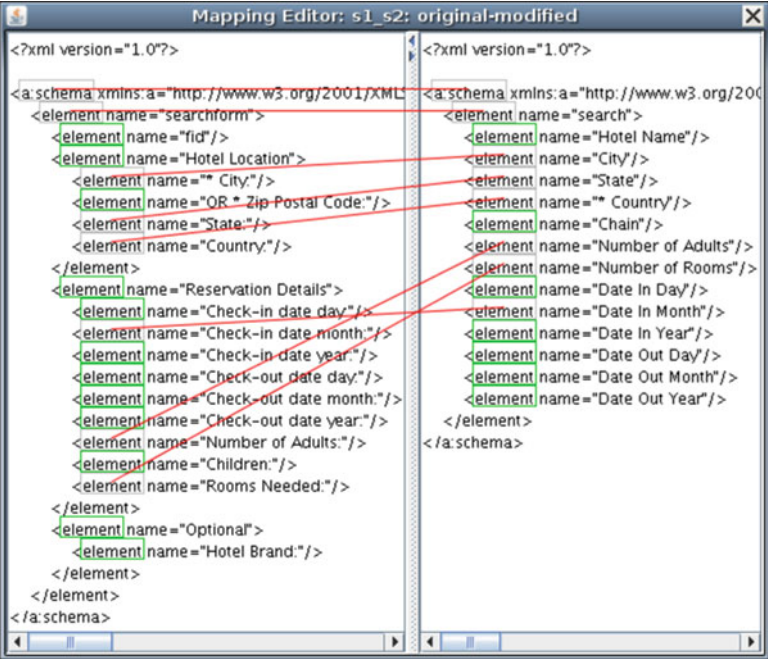 Mapping Editor: s1_s2: original-modified
<?xml version="1.0"?>
<a:schema xmlns:a="http://www.w3.org/2001/XMLS
<element name="searchform">
<element name="fid"/>
<element name="Hotel Location">
<element name="* City:"/>
<element name="OR * Zip Postal Code:"/>
<element name="State:"/>
<element name="Country:"/>
</element>
<element name="Reservation Details">
<element name="Check-in date day:"/>
<element name="Check-in date month:"/>
<element name="Check-in date year:"/>
<element name="Check-out date day:"/>
<element name="Check-out date month:"/>
<element name="Check-out date year:"/>
<element name="Number of Adults:"/>
<element name="Children:"/>
<element name="Rooms Needed:"/>
</element>
<element name="Optional">
<element name="Hotel Brand:"/>
</element>
</element>
</a:schema>
<?xml version="1.0"?>
<a:schema xmlns:a="http://www.w3.org/200
<element name="search">
<element name="Hotel Name"/>
<element name="City"/>
<element name="State"/>
<element name="* Country"/>
<element name="Chain"/>
<element name="Number of Adults"/>
<element name="Number of Rooms"/>
<element name="Date In Day"/>
<element name="Date In Month"/>
<element name="Date In Year"/>
<element name="Date Out Day"/>
<element name="Date Out Month"/>
<element name="Date Out Year"/>
</element>
</a:schema>